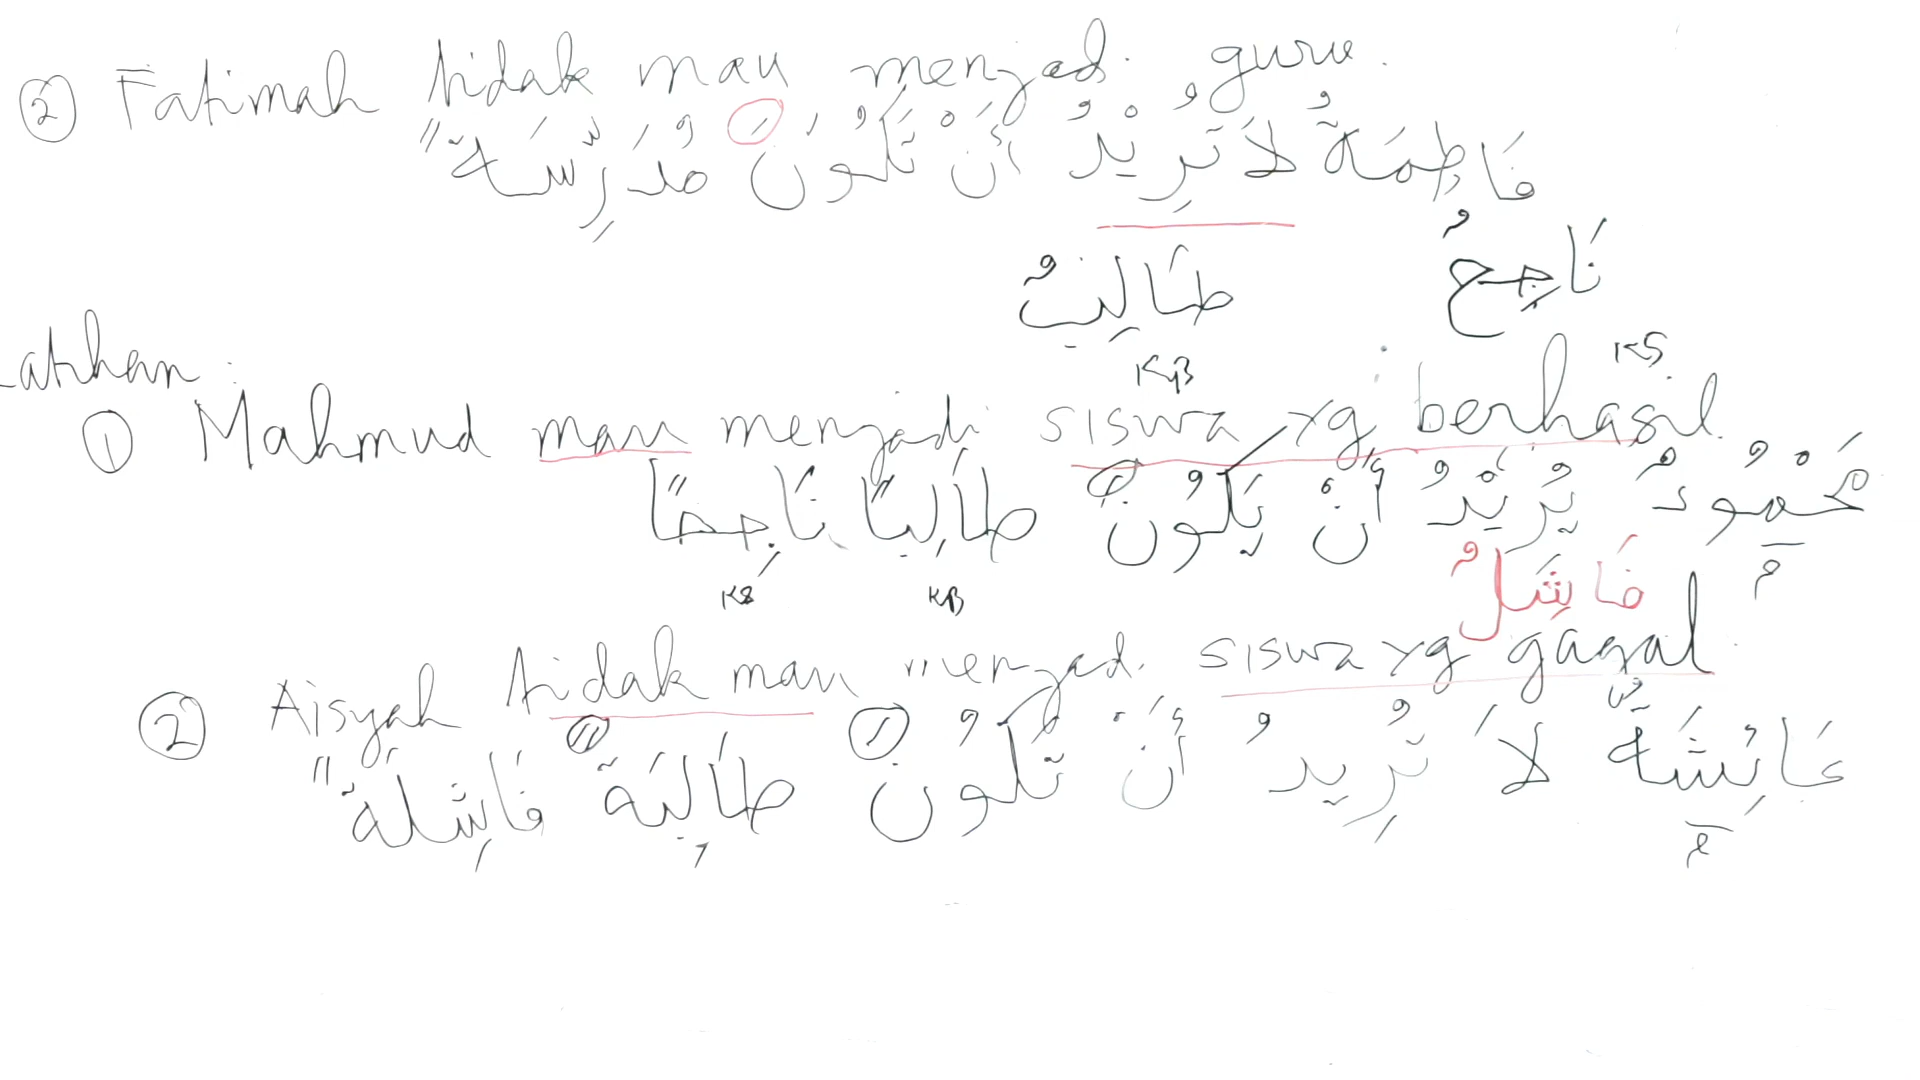 ② Fatimah tidak mau menjadi guru.
فَاطِمَةُ لَا تُرِيْدُ أَنْ تَكُوْنَ مُدَرِّسَةً
نَاجِحٌ طَالِبٌ
Latihan :
KB KS
① Mahmud mau menjadi siswa yg berhasil.
مَحْمُوْدٌ يُرِيْدُ أَنْ يَكُوْنَ طَالِبًا نَاجِحًا
م
KS KB
فَاشِلٌ
② Aisyah tidak mau menjadi siswa yg gagal.
عَائِشَةُ لَا تُرِيدُ أَنْ تَكُوْنَ طَالِبَةً فَاشِلَةً
م